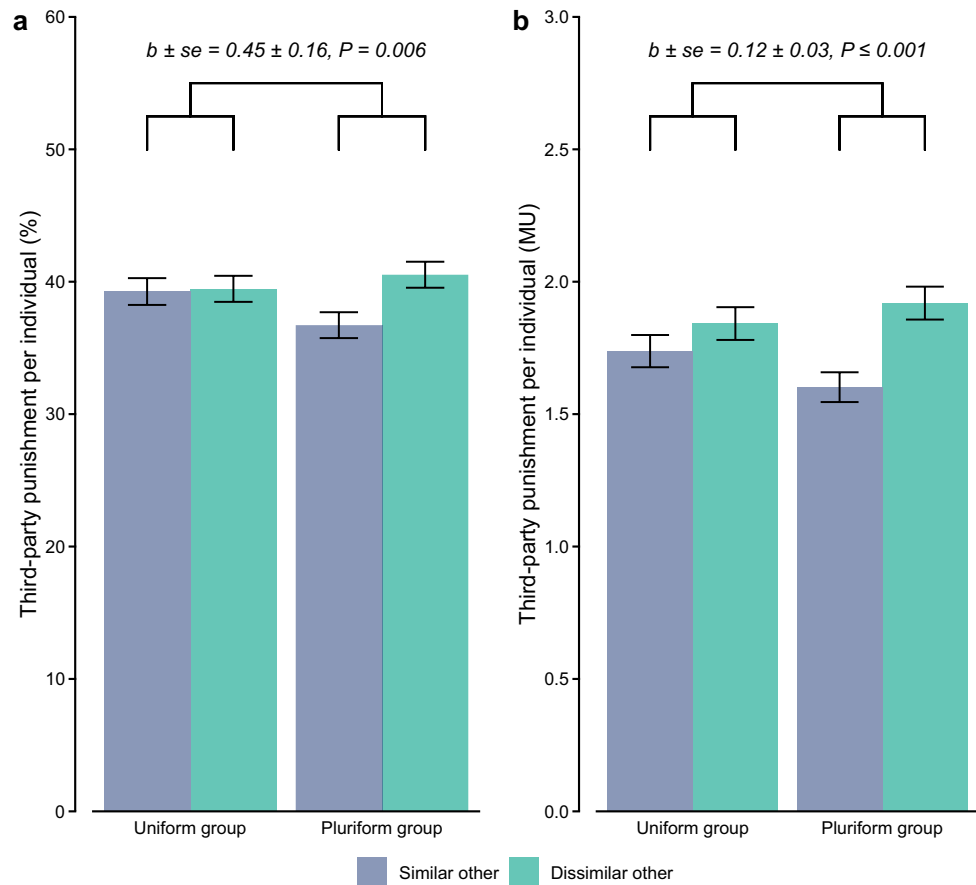 a
b ± se = 0.45 ± 0.16, P = 0.006
Third-party punishment per individual (%)
60
50
40
30
20
10
0
Uniform group
Pluriform group
b
b ± se = 0.12 ± 0.03, P ≤ 0.001
Third-party punishment per individual (MU)
3.0
2.5
2.0
1.5
1.0
0.5
0.0
Uniform group
Pluriform group
Similar other
Dissimilar other